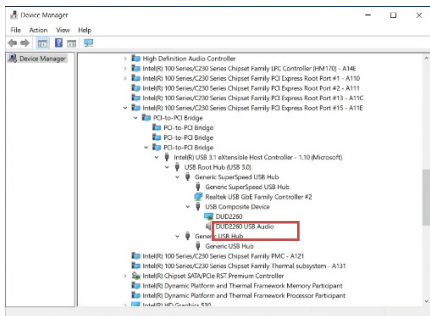 Device Manager
File Action View Help
Device Manager
High Definition Audio Controller
Intel(R) 100 Series/C230 Series Chipset Family LPC Controller (HM170) - A14E
Intel(R) 100 Series/C230 Series Chipset Family PCI Express Root Port #1 - A110
Intel(R) 100 Series/C230 Series Chipset Family PCI Express Root Port #2 - A111
Intel(R) 100 Series/C230 Series Chipset Family PCI Express Root Port #13 - A11C
Intel(R) 100 Series/C230 Series Chipset Family PCI Express Root Port #15 - A11E
PCI-to-PCI Bridge
PCI-to-PCI Bridge
PCI-to-PCI Bridge
PCI-to-PCI Bridge
Intel(R) USB 3.1 eXtensible Host Controller - 1.10 (Microsoft)
USB Root Hub (USB 3.0)
Generic SuperSpeed USB Hub
Generic SuperSpeed USB Hub
Realtek USB GbE Family Controller #2
USB Composite Device
DUD2260
DUD2260 USB Audio
Generic USB Hub
Generic USB Hub
Intel(R) 100 Series/C230 Series Chipset Family PMC - A121
Intel(R) 100 Series/C230 Series Chipset Family Thermal subsystem - A131
Intel(R) Chipset SATA/PCIe RST Premium Controller
Intel(R) Dynamic Platform and Thermal Framework Memory Participant
Intel(R) Dynamic Platform and Thermal Framework Processor Participant
Intel(R) HD Graphics 530